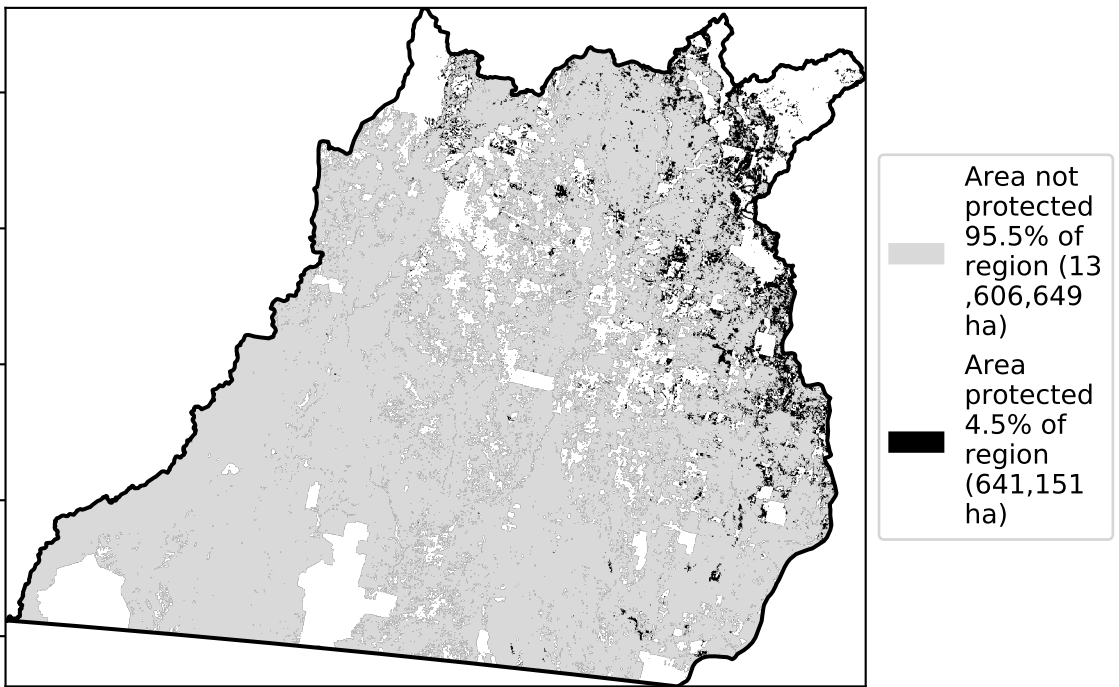 Area not
protected
95.5% of
region (13
,606,649
ha)
Area
protected
4.5% of
region
(641,151
ha)